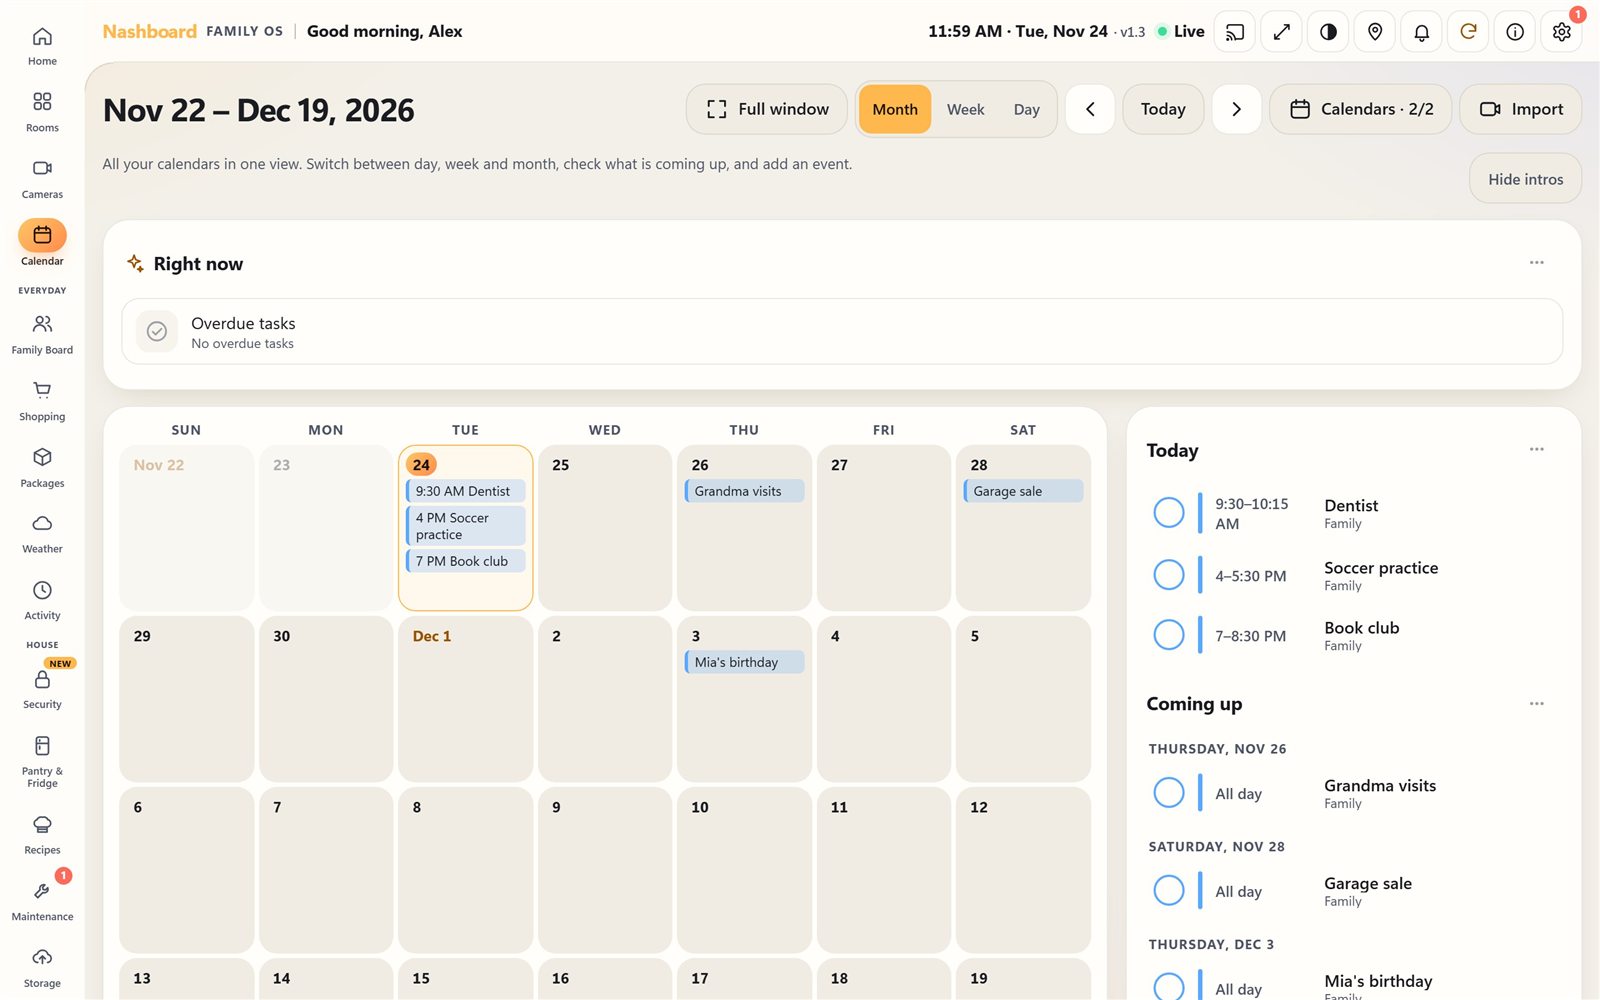 Nashboard FAMILY OS Good morning, Alex
11:59 AM · Tue, Nov 24 · v1.3 Live
1
Home
Rooms
Cameras
Calendar
EVERYDAY
Family Board
Shopping
Packages
Weather
Activity
HOUSE
NEW
Security
Pantry &
Fridge
Recipes
1
Maintenance
Storage
Nov 22 – Dec 19, 2026
Full window
Month Week Day
Today
Calendars · 2/2
Import
All your calendars in one view. Switch between day, week and month, check what is coming up, and add an event.
Hide intros
Right now
Overdue tasks
No overdue tasks
SUN MON TUE WED THU FRI SAT
Nov 22 23 24 25 26 27 28
9:30 AM Dentist
4 PM Soccer
practice
7 PM Book club
Grandma visits
Garage sale
29 30 Dec 1 2 3 4 5
Mia's birthday
6 7 8 9 10 11 12
13 14 15 16 17 18 19
Today
9:30–10:15
AM
Dentist
Family
4–5:30 PM
Soccer practice
Family
7–8:30 PM
Book club
Family
Coming up
THURSDAY, NOV 26
All day
Grandma visits
Family
SATURDAY, NOV 28
All day
Garage sale
Family
THURSDAY, DEC 3
All day
Mia's birthday
Family